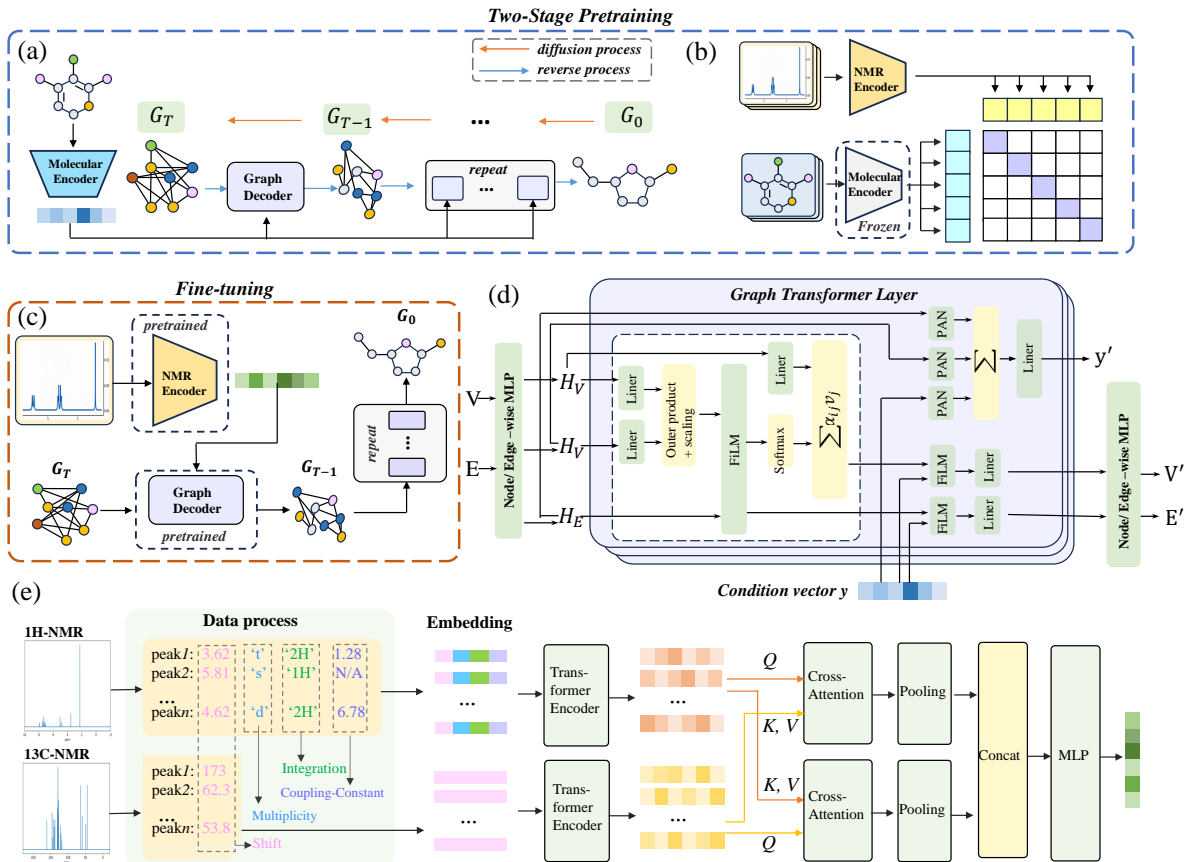 Two-Stage Pretraining
(a)
diffusion process
reverse process
G_T
G_{T−1}
...
G_0
Molecular
Encoder
Graph
Decoder
repeat
...
(b)
NMR
Encoder
Molecular
Encoder
Frozen
Fine-tuning
(c)
pretrained
NMR
Encoder
G_0
repeat
...
G_T
Graph
Decoder
pretrained
G_{T−1}
(d)
Graph Transformer Layer
V
E
Node/ Edge –wise MLP
H_V
H_V
H_E
Liner
Liner
Outer product
+ scaling
FiLM
Liner
Softmax
∑ α_{ij} v_j
PAN
PAN
PAN
∑
Liner
y′
FiLM
Liner
FiLM
Liner
Node/ Edge –wise MLP
V′
E′
Condition vector y
(e)
1H-NMR
13C-NMR
Data process
peak1: 3.62 ‘t’ ‘2H’ 1.28
peak2: 5.81 ‘s’ ‘1H’ N/A
...
peakn: 4.62 ‘d’ ‘2H’ 6.78
peak1: 173
peak2: 62.3
...
peakn: 53.8
Integration
Coupling-Constant
Multiplicity
Shift
Embedding
...
...
Trans-
former
Encoder
Transformer
Encoder
...
...
Q
K, V
K, V
Q
Cross-
Attention
Pooling
Cross-
Attention
Pooling
Concat
MLP